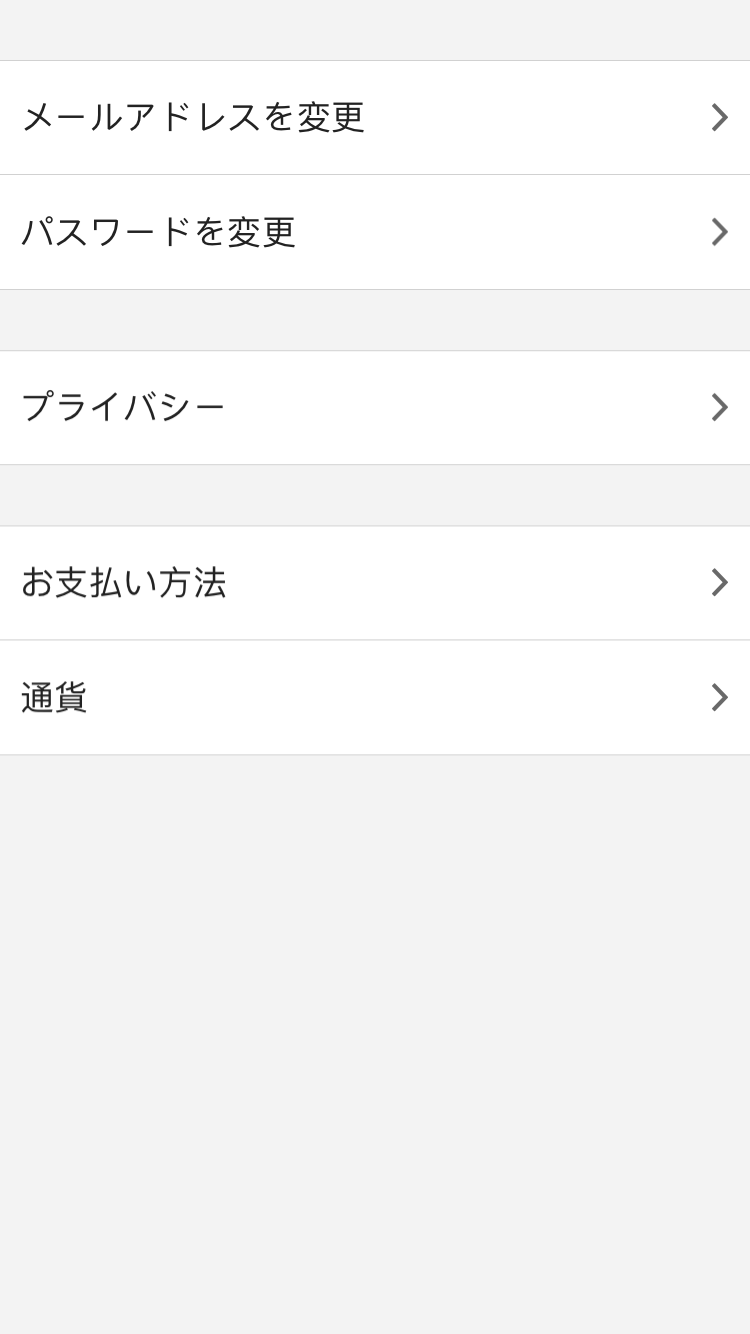 メールアドレスを変更
パスワードを変更
プライバシー
お支払い方法
通貨